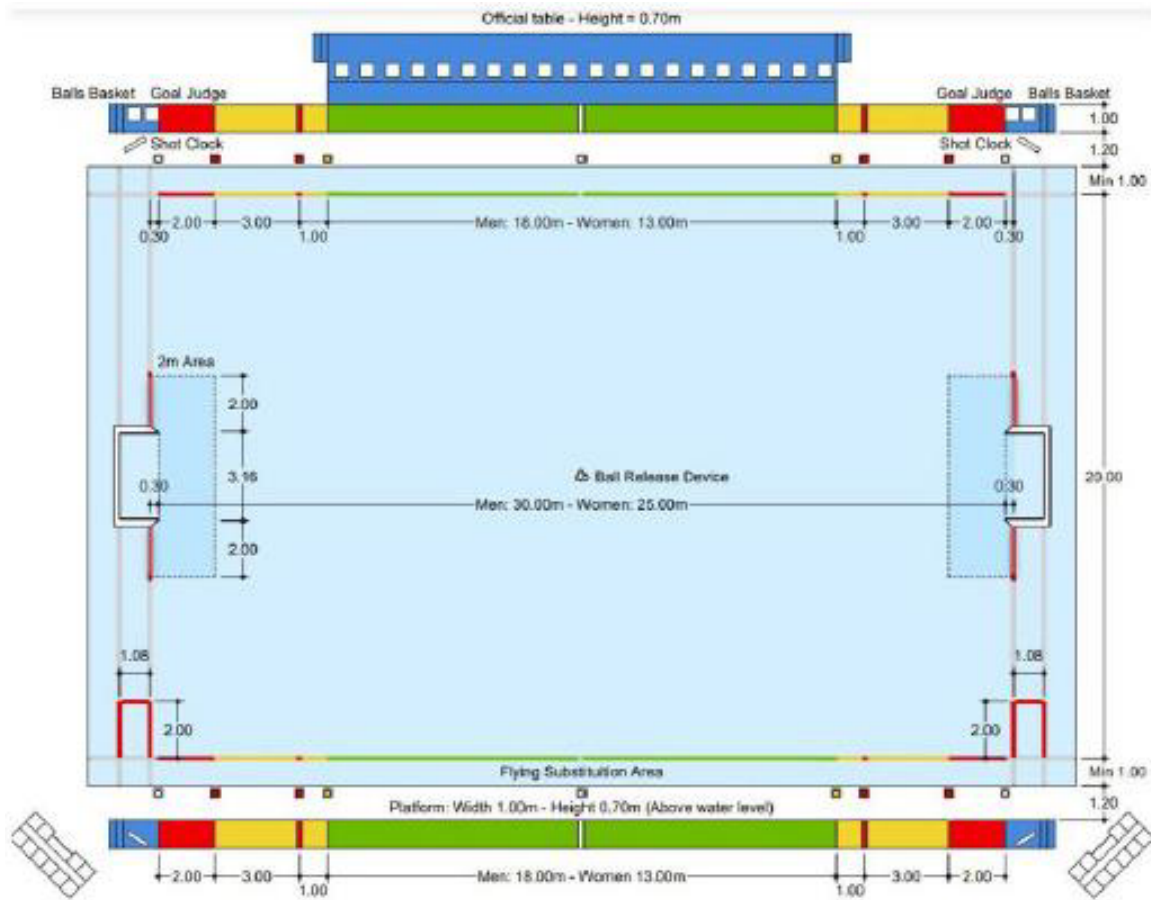 Official table - Height = 0.70m
Balls Basket Goal Judge Goal Judge Balls Basket
1.00
Shot Clock Shot Clock
1.20
Min 1.00
2.00 3.00 Men: 18.00m - Women: 13.00m 3.00 2.00
0.30 1.00 1.00 0.30
2m Area
2.00
3.16 Ball Release Device 20.00
0.30 0.30
Men: 30.00m - Women: 25.00m
2.00
1.08 1.08
2.00 2.00
Flying Substituition Area Min 1.00
Platform: Width 1.00m - Height 0.70m (Above water level) 1.20
2.00 3.00 Men: 18.00m - Women 13.00m 3.00 2.00
1.00 1.00